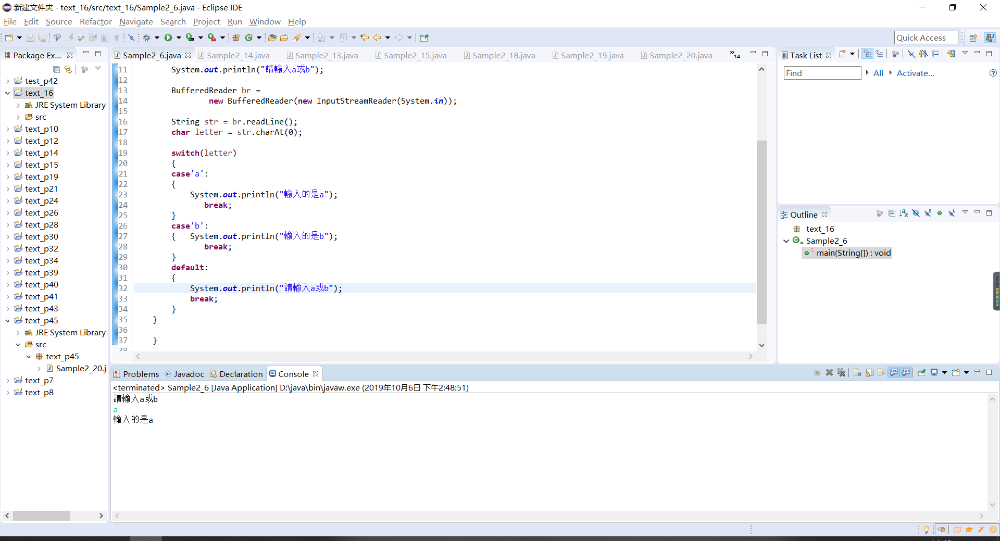 新建文件夹 - text_16/src/text_16/Sample2_6.java - Eclipse IDE
File Edit Source Refactor Navigate Search Project Run Window Help
Quick Access
Package Ex...
test_p42
text_16
JRE System Library
src
text_p10
text_p12
text_p14
text_p15
text_p19
text_p21
text_p24
text_p26
text_p28
text_p30
text_p32
text_p34
text_p39
text_p40
text_p41
text_p43
text_p45
JRE System Library
src
text_p45
Sample2_20.j
text_p7
text_p8
Sample2_6.java Sample2_14.java Sample2_13.java Sample2_15.java Sample2_18.java Sample2_19.java Sample2_20.java »14
11 System.out.println("請輸入a或b");
12
13 BufferedReader br =
14 new BufferedReader(new InputStreamReader(System.in));
15
16 String str = br.readLine();
17 char letter = str.charAt(0);
18
19 switch(letter)
20 {
21 case'a':
22 {
23 System.out.println("輸入的是a");
24 break;
25 }
26 case'b':
27 { System.out.println("輸入的是b");
28 break;
29 }
30 default:
31 {
32 System.out.println("請輸入a或b");
33 break;
34 }
35 }
36
37 }
38
Task List
Find All Activate...
Outline
text_16
Sample2_6
main(String[]) : void
Problems @ Javadoc Declaration Console
<terminated> Sample2_6 [Java Application] D:\java\bin\javaw.exe (2019年10月6日 下午2:48:51)
請輸入a或b
a
輸入的是a